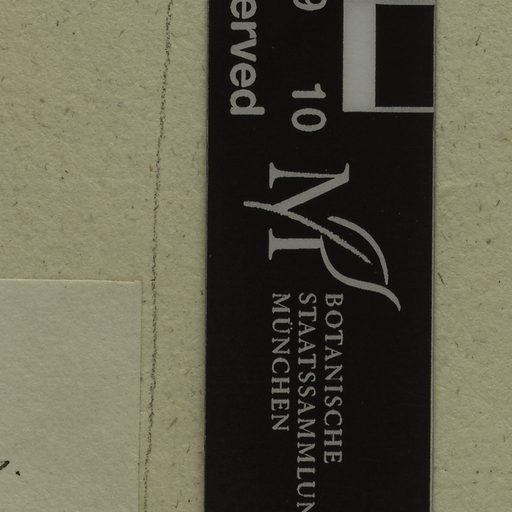 erved
9 10
M
BOTANISCHE
STAATSSAMMLUN
MÜNCHEN